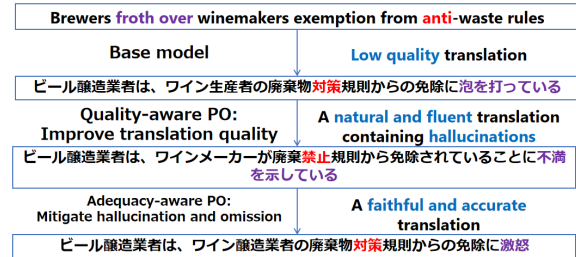 Brewers froth over winemakers exemption from anti-waste rules
Base model
Low quality translation
ビール醸造業者は、ワイン生産者の廃棄物対策規則からの免除に泡を打っている
Quality-aware PO:
Improve translation quality
A natural and fluent translation
containing hallucinations
ビール醸造業者は、ワインメーカーが廃棄禁止規則から免除されていることに不満
を示している
Adequacy-aware PO:
Mitigate hallucination and omission
A faithful and accurate
translation
ビール醸造業者は、ワイン醸造業者の廃棄物対策規則からの免除に激怒